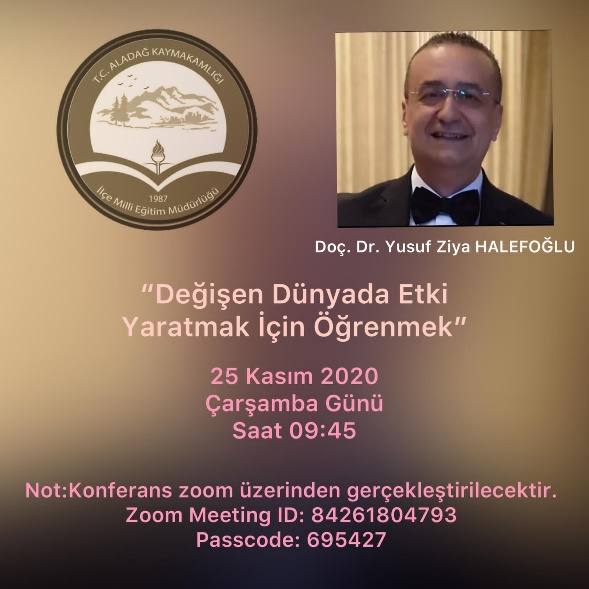 T.C. ALADAĞ KAYMAKAMLIĞI
1987
İlçe Milli Eğitim Müdürlüğü
Doç. Dr. Yusuf Ziya HALEFOĞLU
“Değişen Dünyada Etki
Yaratmak İçin Öğrenmek”
25 Kasım 2020
Çarşamba Günü
Saat 09:45
Not:Konferans zoom üzerinden gerçekleştirilecektir.
Zoom Meeting ID: 84261804793
Passcode: 695427